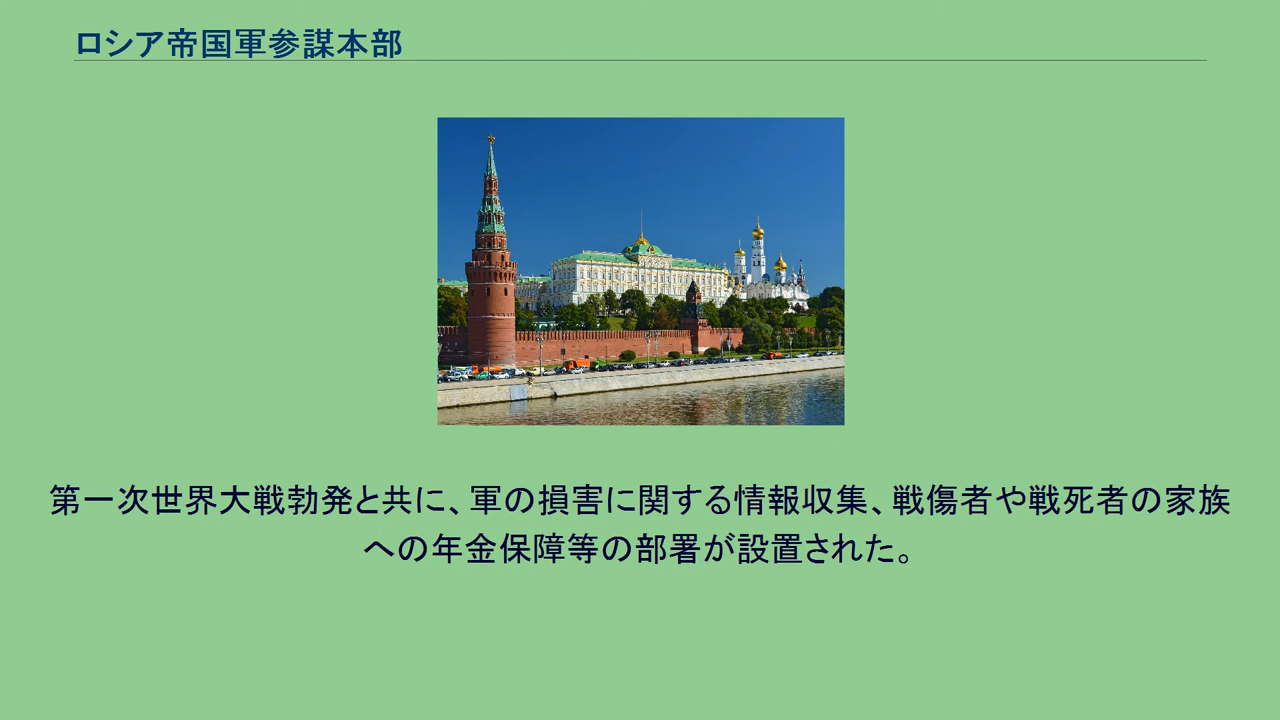 ロシア帝国軍参謀本部
第一次世界大戦勃発と共に、軍の損害に関する情報収集、戦傷者や戦死者の家族
への年金保障等の部署が設置された。